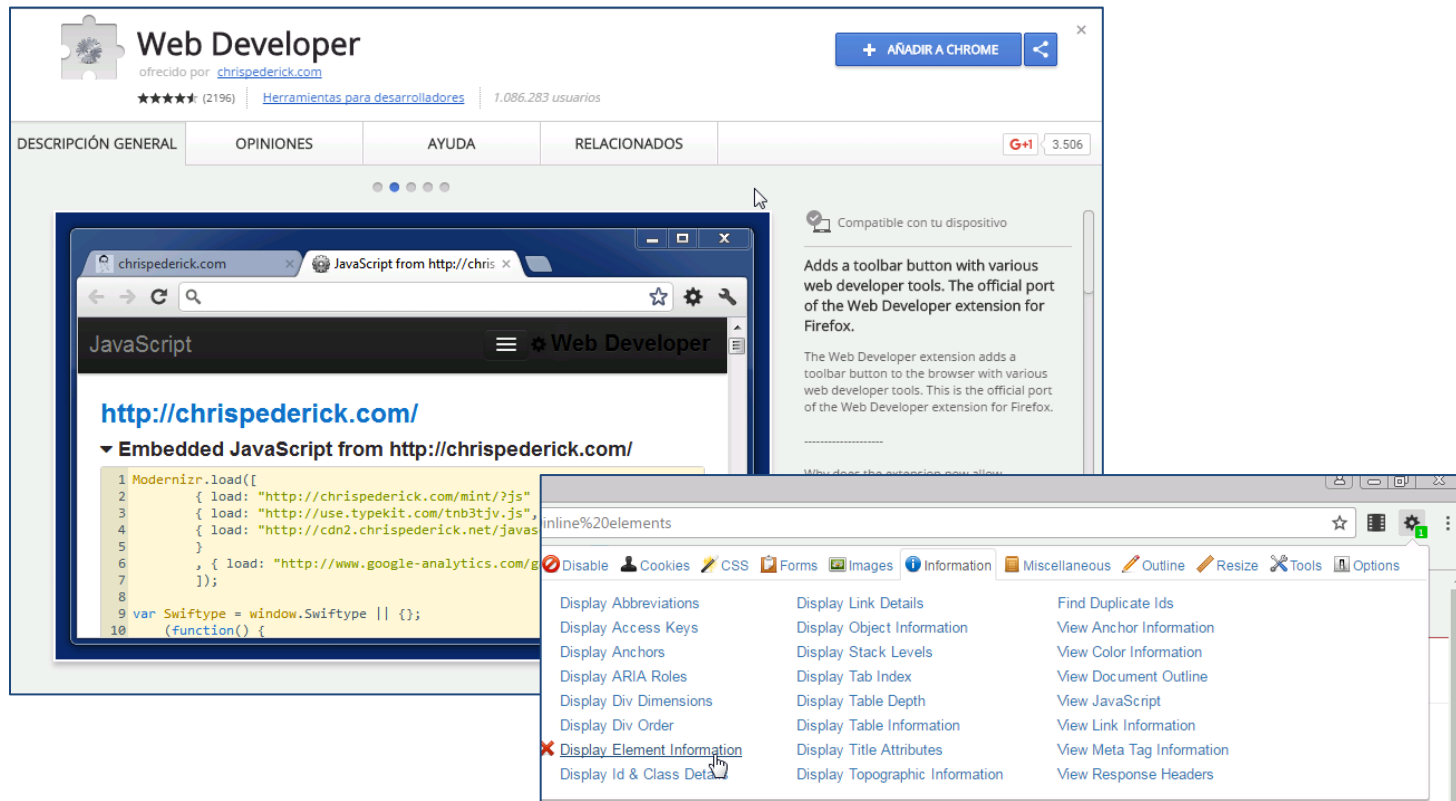 Web Developer
ofrecido por chrispederick.com
(2196) Herramientas para desarrolladores 1.086.283 usuarios
+ AÑADIR A CHROME
DESCRIPCIÓN GENERAL OPINIONES AYUDA RELACIONADOS
G+1 3.506
Compatible con tu dispositivo
Adds a toolbar button with various
web developer tools. The official port
of the Web Developer extension for
Firefox.
The Web Developer extension adds a
toolbar button to the browser with various
web developer tools. This is the official port
of the Web Developer extension for Firefox.
--------------------
Why does the extension now allow
chrispederick.com JavaScript from http://chris
JavaScript Web Developer
http://chrispederick.com/
Embedded JavaScript from http://chrispederick.com/
1 Modernizr.load([
2 { load: "http://chrispederick.com/mint/?js"
3 { load: "http://use.typekit.com/tnb3tjv.js",
4 { load: "http://cdn2.chrispederick.net/javas
5 }
6 , { load: "http://www.google-analytics.com/g
7 ]);
8
9 var Swiftype = window.Swiftype || {};
10 (function() {
inline%20elements
1
Disable Cookies CSS Forms Images Information Miscellaneous Outline Resize Tools Options
Display Abbreviations Display Link Details Find Duplicate Ids
Display Access Keys Display Object Information View Anchor Information
Display Anchors Display Stack Levels View Color Information
Display ARIA Roles Display Tab Index View Document Outline
Display Div Dimensions Display Table Depth View JavaScript
Display Div Order Display Table Information View Link Information
Display Element Information Display Title Attributes View Meta Tag Information
Display Id & Class Details Display Topographic Information View Response Headers